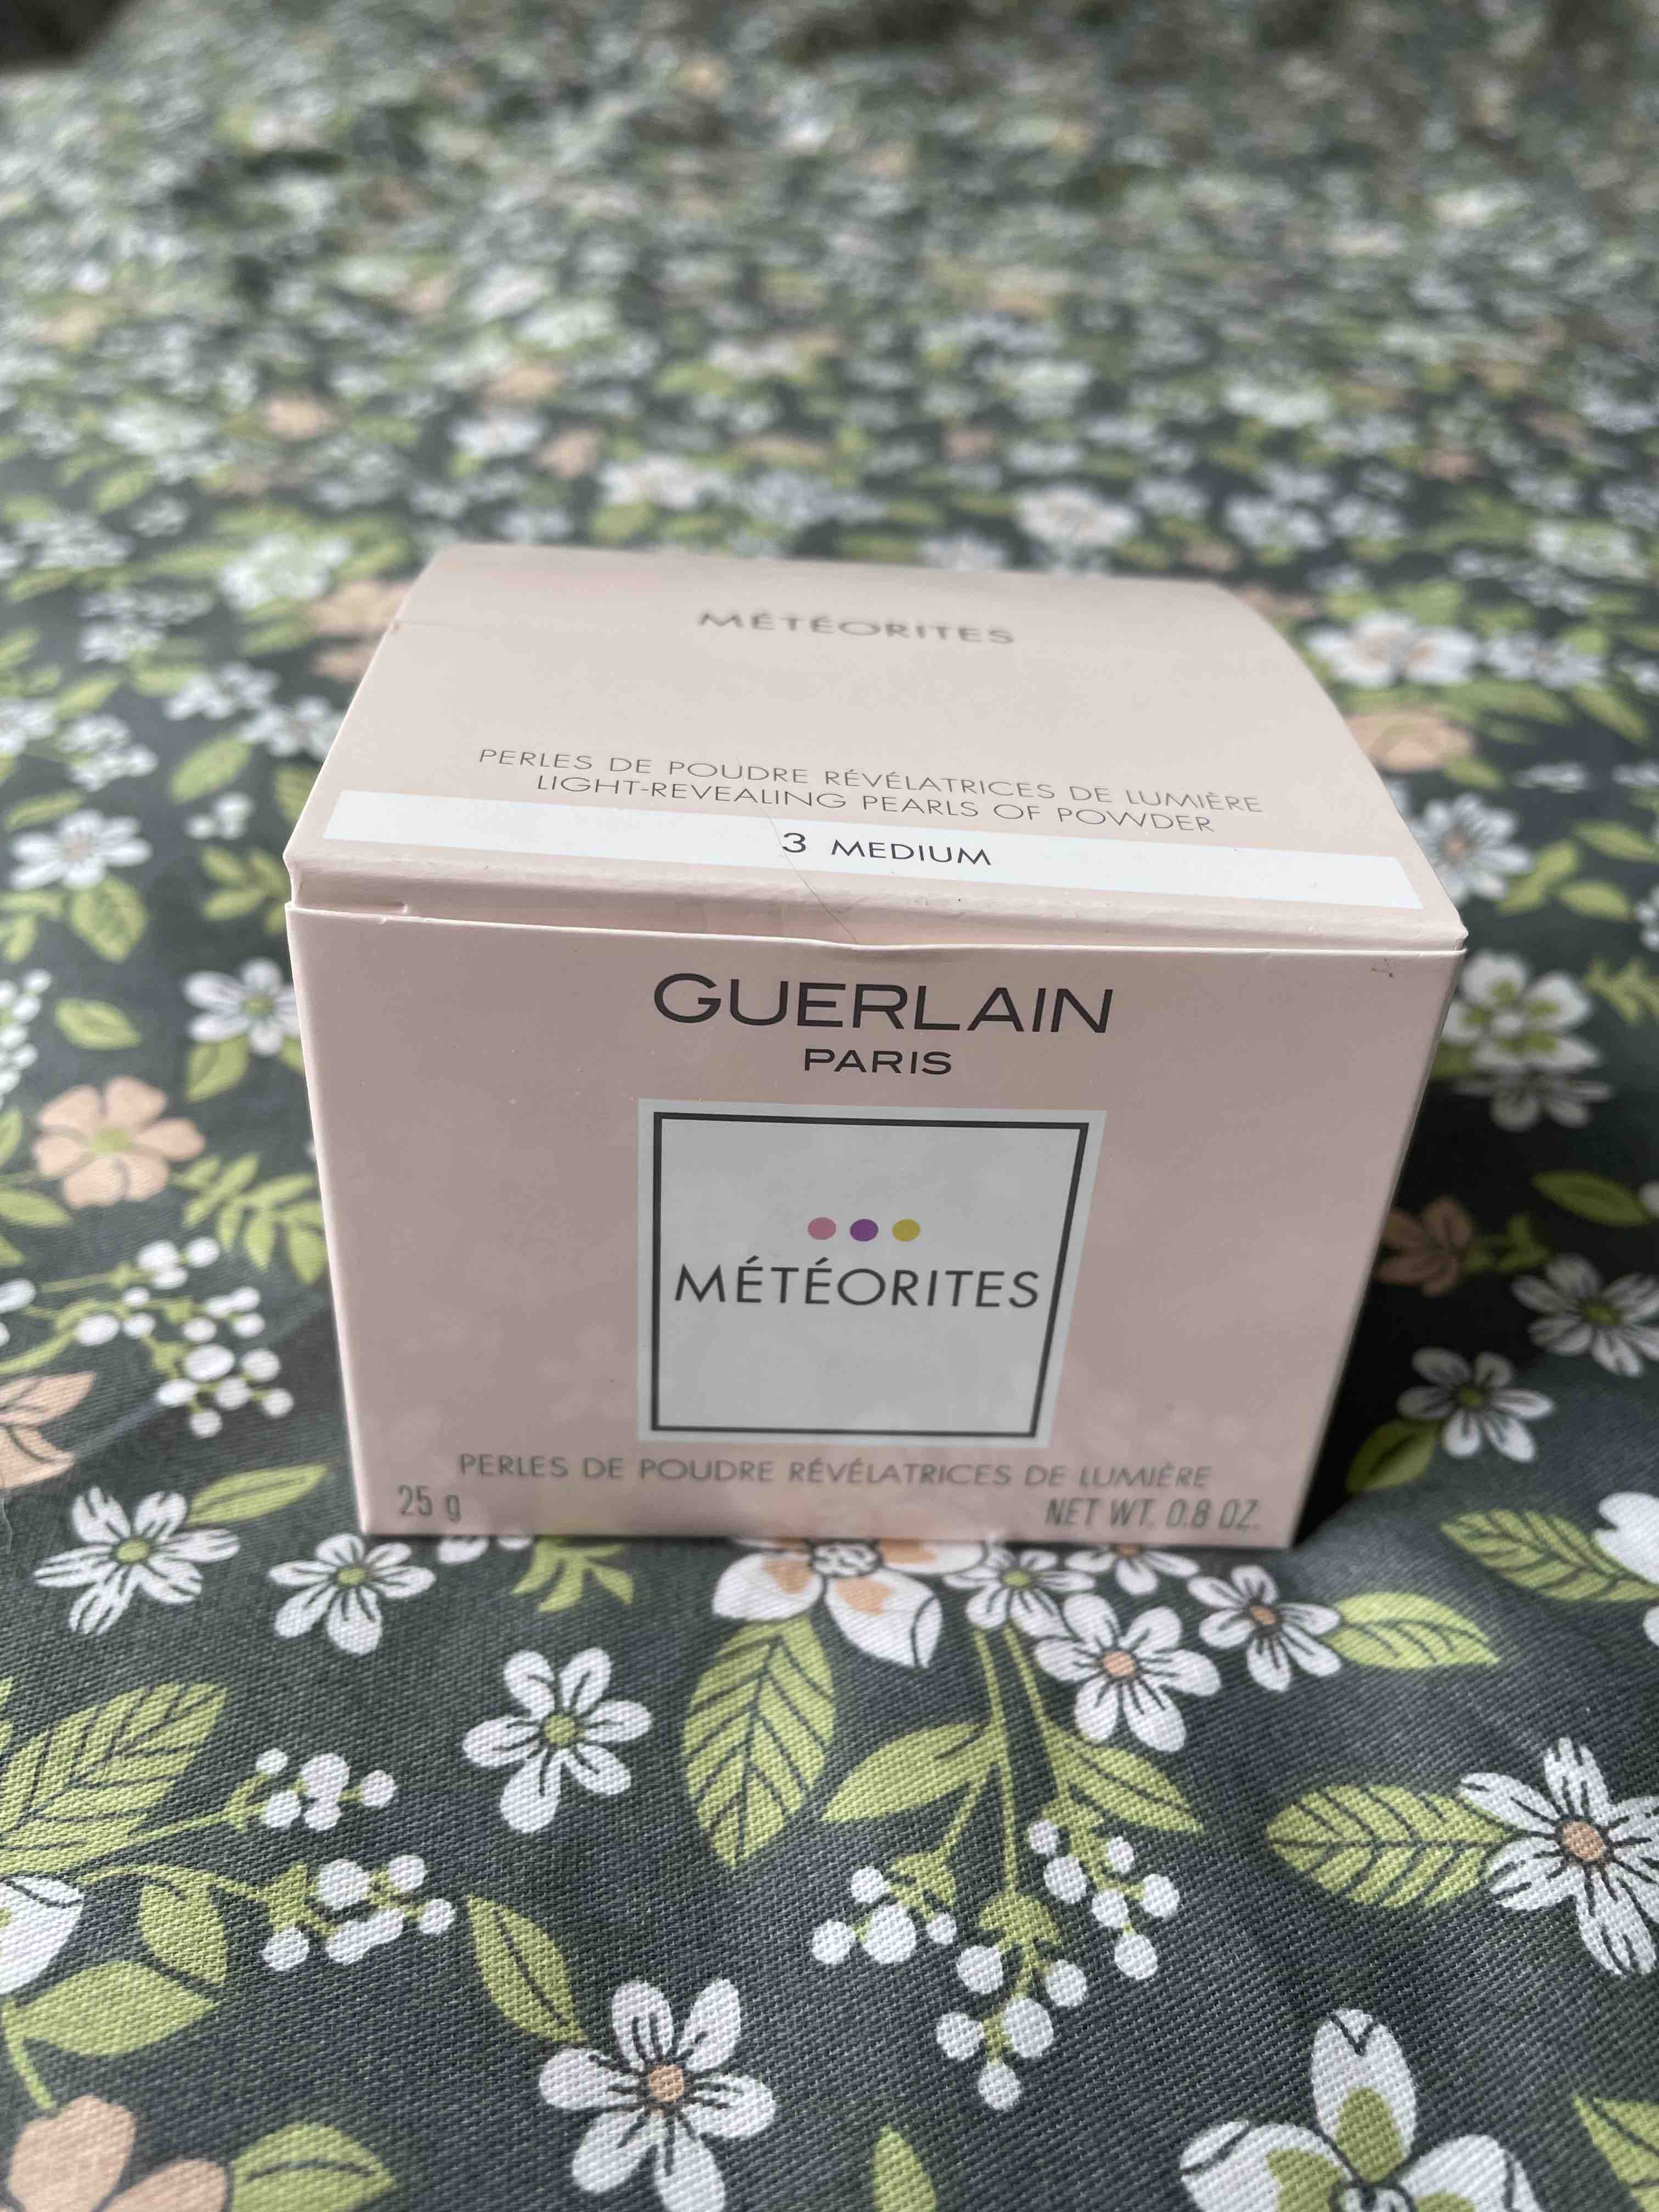 MÉTÉORITES
PERLES DE POUDRE RÉVÉLATRICES DE LUMIÈRE
LIGHT-REVEALING PEARLS OF POWDER
3 MEDIUM
GUERLAIN
PARIS
MÉTÉORITES
PERLES DE POUDRE RÉVÉLATRICES DE LUMIÈRE
25 g NET WT. 0.8 OZ.